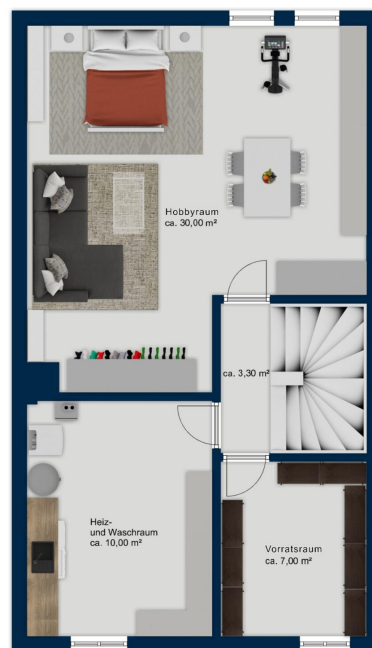 Hobbyraum
ca. 30,00 m²
ca. 3,30 m²
Heiz-
und Waschraum
ca. 10,00 m²
Vorratsraum
ca. 7,00 m²